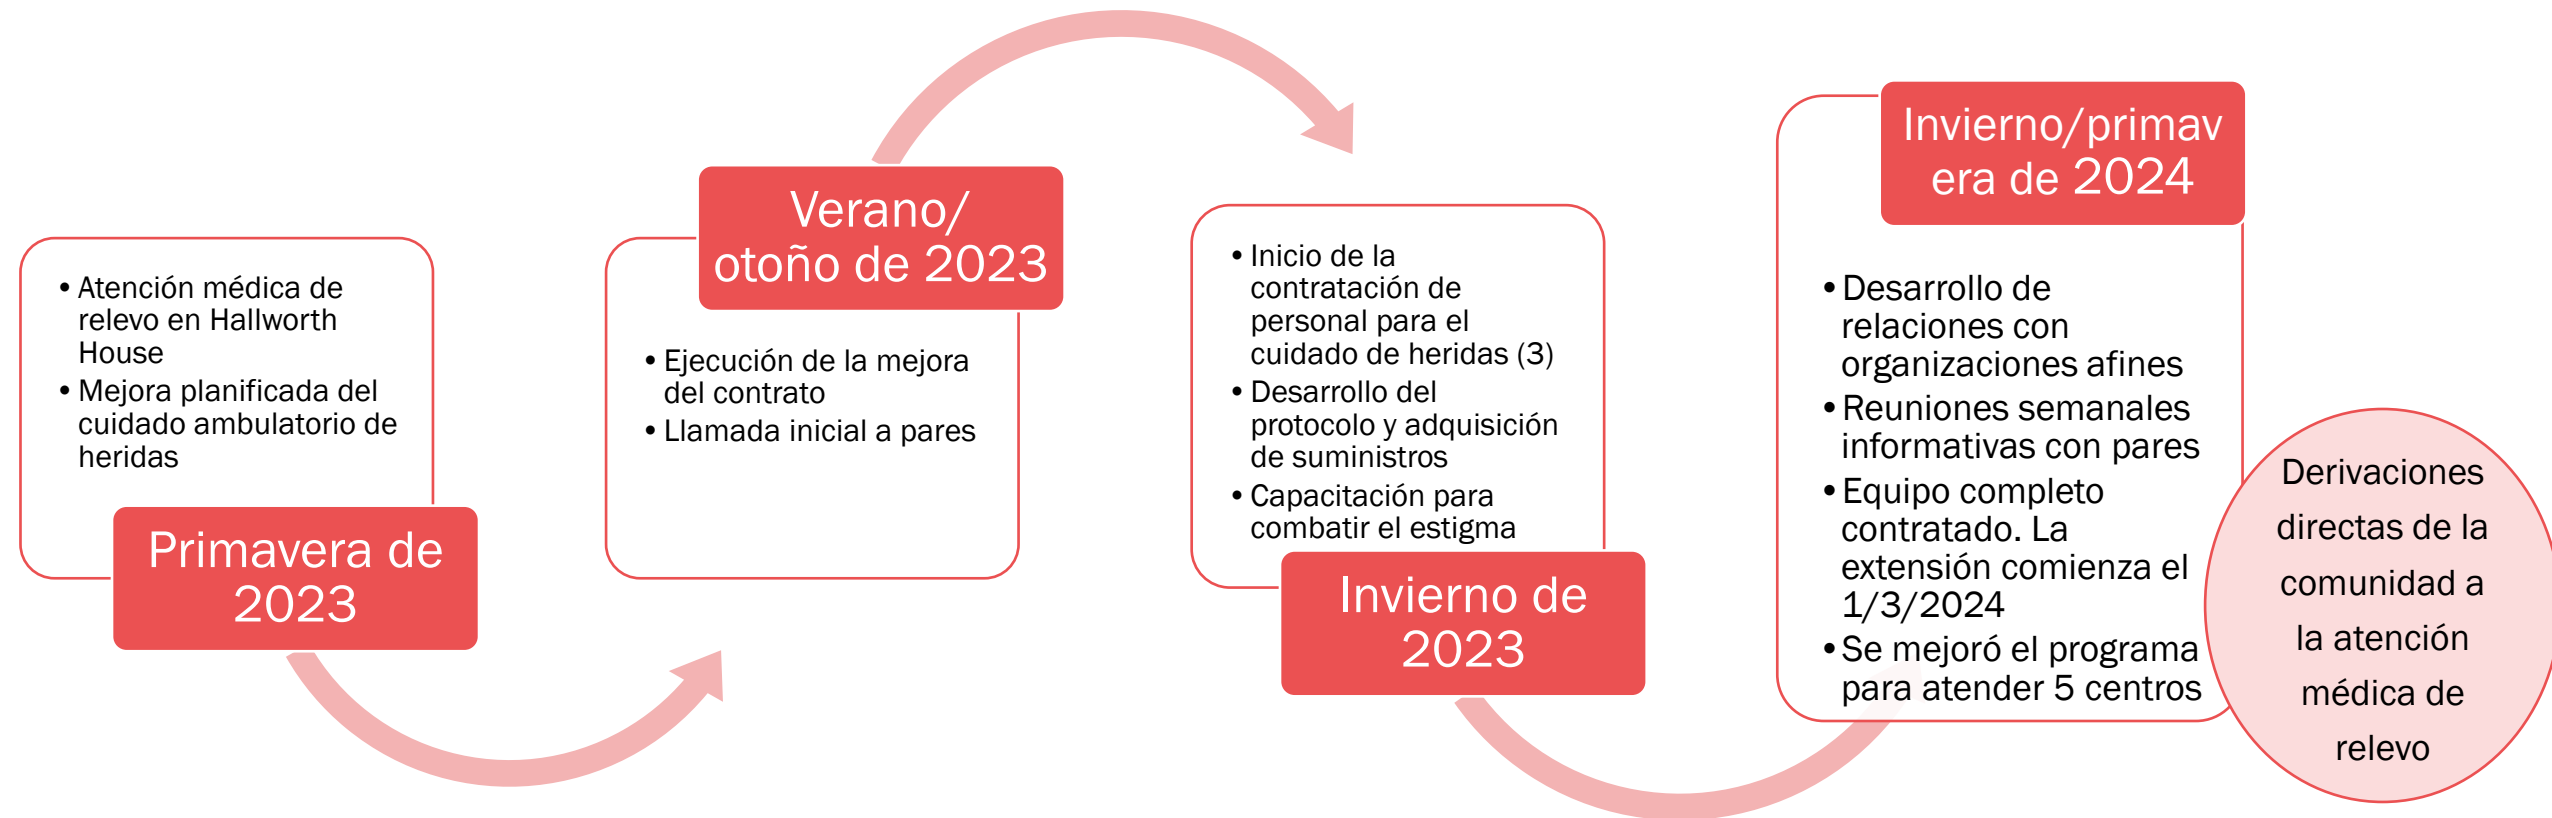 • Atención médica de
relevo en Hallworth
House
• Mejora planificada del
cuidado ambulatorio de
heridas
Primavera de
2023
Verano/
otoño de 2023
• Ejecución de la mejora
del contrato
• Llamada inicial a pares
• Inicio de la
contratación de
personal para el
cuidado de heridas (3)
• Desarrollo del
protocolo y adquisición
de suministros
• Capacitación para
combatir el estigma
Invierno de
2023
Invierno/primav
era de 2024
• Desarrollo de
relaciones con
organizaciones afines
• Reuniones semanales
informativas con pares
• Equipo completo
contratado. La
extensión comienza el
1/3/2024
• Se mejoró el programa
para atender 5 centros
Derivaciones
directas de la
comunidad a
la atención
médica de
relevo